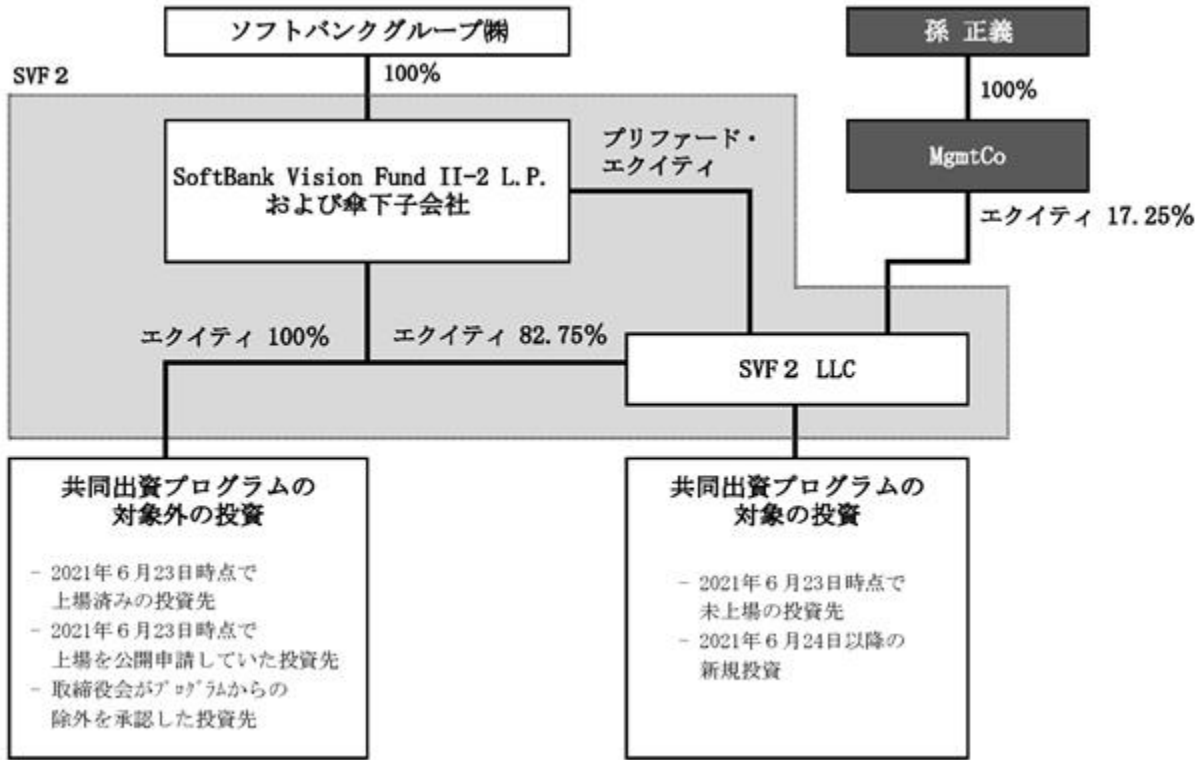 ソフトバンクグループ㈱
孫 正義
SVF２
100%
100%
SoftBank Vision Fund II-2 L.P.
および傘下子会社
プリファード・
エクイティ
MgmtCo
エクイティ 17.25%
エクイティ 100%
エクイティ 82.75%
SVF２ LLC
共同出資プログラムの
対象外の投資
- 2021年６月23日時点で
上場済みの投資先
- 2021年６月23日時点で
上場を公開申請していた投資先
- 取締役会がﾌﾟﾛｸﾞﾗﾑからの
除外を承認した投資先
共同出資プログラムの
対象の投資
- 2021年６月23日時点で
未上場の投資先
- 2021年６月24日以降の
新規投資